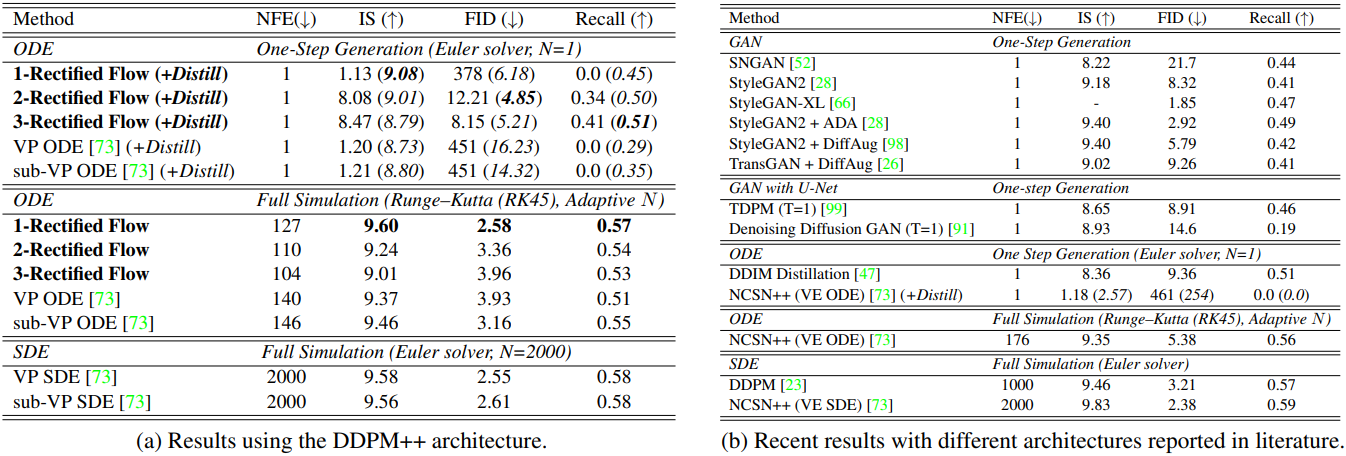 Method NFE(↓) IS (↑) FID (↓) Recall (↑)
ODE One-Step Generation (Euler solver, N=1)
1-Rectified Flow (+Distill) 1 1.13 (9.08) 378 (6.18) 0.0 (0.45)
2-Rectified Flow (+Distill) 1 8.08 (9.01) 12.21 (4.85) 0.34 (0.50)
3-Rectified Flow (+Distill) 1 8.47 (8.79) 8.15 (5.21) 0.41 (0.51)
VP ODE [73] (+Distill) 1 1.20 (8.73) 451 (16.23) 0.0 (0.29)
sub-VP ODE [73] (+Distill) 1 1.21 (8.80) 451 (14.32) 0.0 (0.35)
ODE Full Simulation (Runge–Kutta (RK45), Adaptive N)
1-Rectified Flow 127 9.60 2.58 0.57
2-Rectified Flow 110 9.24 3.36 0.54
3-Rectified Flow 104 9.01 3.96 0.53
VP ODE [73] 140 9.37 3.93 0.51
sub-VP ODE [73] 146 9.46 3.16 0.55
SDE Full Simulation (Euler solver, N=2000)
VP SDE [73] 2000 9.58 2.55 0.58
sub-VP SDE [73] 2000 9.56 2.61 0.58
(a) Results using the DDPM++ architecture.
Method NFE(↓) IS (↑) FID (↓) Recall (↑)
GAN One-Step Generation
SNGAN [52] 1 8.22 21.7 0.44
StyleGAN2 [28] 1 9.18 8.32 0.41
StyleGAN-XL [66] 1 - 1.85 0.47
StyleGAN2 + ADA [28] 1 9.40 2.92 0.49
StyleGAN2 + DiffAug [98] 1 9.40 5.79 0.42
TransGAN + DiffAug [26] 1 9.02 9.26 0.41
GAN with U-Net One-step Generation
TDPM (T=1) [99] 1 8.65 8.91 0.46
Denoising Diffusion GAN (T=1) [91] 1 8.93 14.6 0.19
ODE One Step Generation (Euler solver, N=1)
DDIM Distillation [47] 1 8.36 9.36 0.51
NCSN++ (VE ODE) [73] (+Distill) 1 1.18 (2.57) 461 (254) 0.0 (0.0)
ODE Full Simulation (Runge–Kutta (RK45), Adaptive N)
NCSN++ (VE ODE) [73] 176 9.35 5.38 0.56
SDE Full Simulation (Euler solver)
DDPM [23] 1000 9.46 3.21 0.57
NCSN++ (VE SDE) [73] 2000 9.83 2.38 0.59
(b) Recent results with different architectures reported in literature.